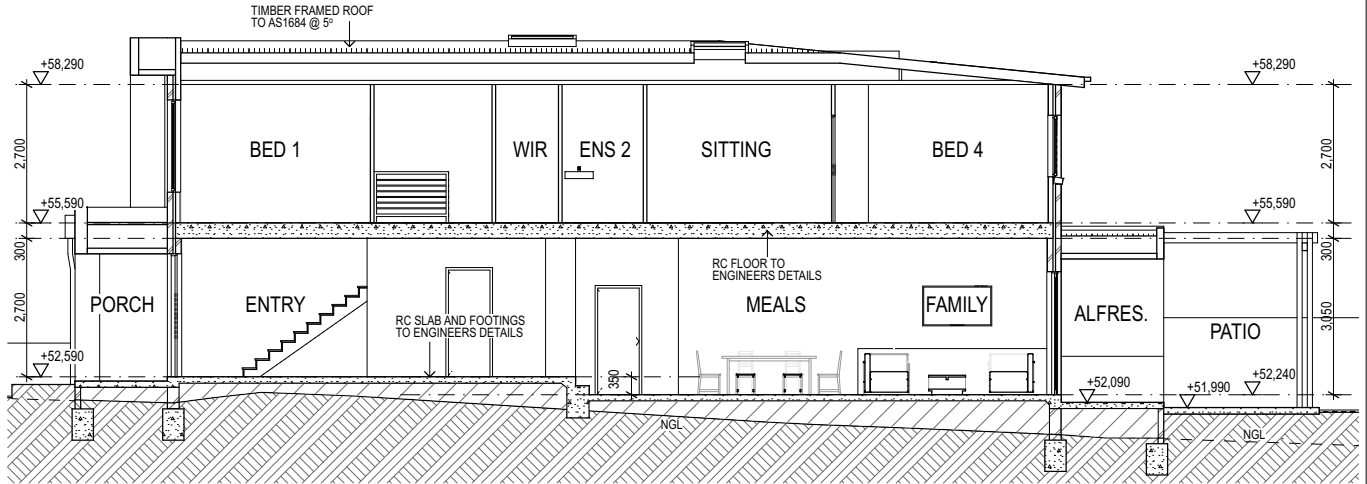 TIMBER FRAMED ROOF
TO AS1684 @ 5º
+58,290
+58,290
2,700
BED 1
WIR
ENS 2
SITTING
BED 4
2,700
+55,590
+55,590
300
RC FLOOR TO
ENGINEERS DETAILS
300
PORCH
ENTRY
MEALS
FAMILY
ALFRES.
PATIO
2,700
RC SLAB AND FOOTINGS
TO ENGINEERS DETAILS
3,050
+52,590
350
+52,090
+51,990
+52,240
NGL
NGL